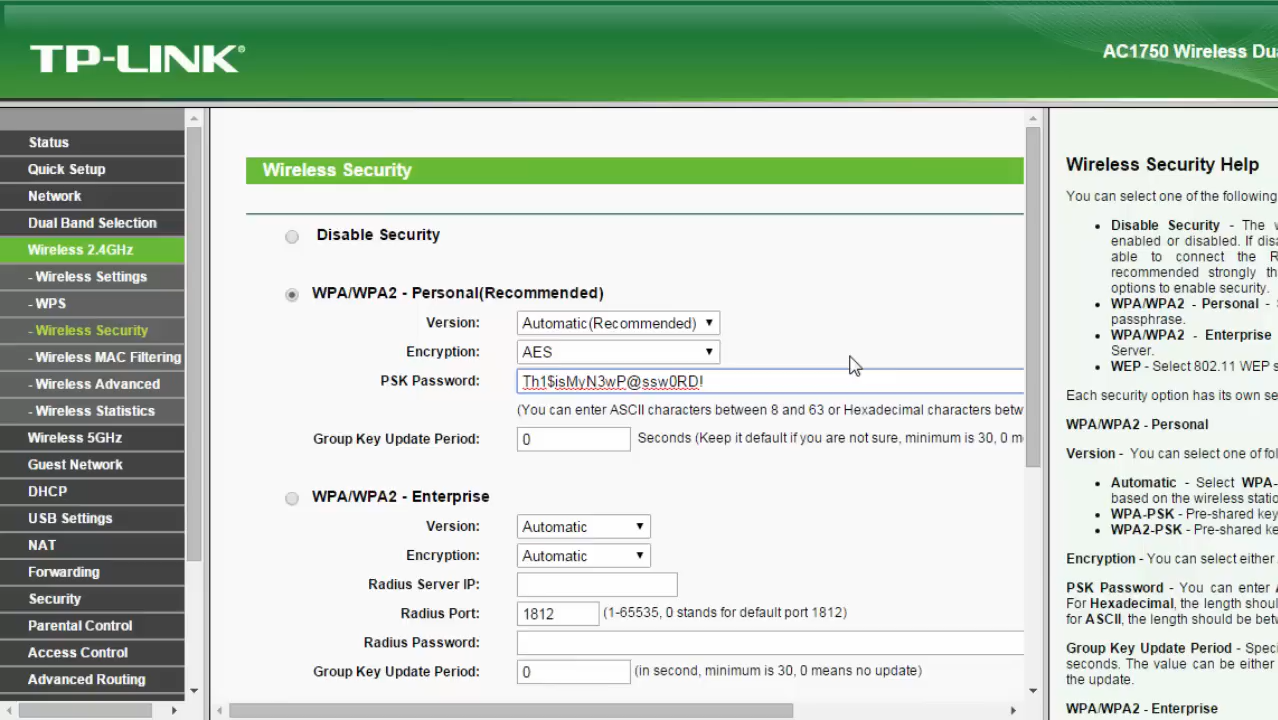 TP-LINK®
AC1750 Wireless Dua
Status
Quick Setup
Network
Dual Band Selection
Wireless 2.4GHz
- Wireless Settings
- WPS
- Wireless Security
- Wireless MAC Filtering
- Wireless Advanced
- Wireless Statistics
Wireless 5GHz
Guest Network
DHCP
USB Settings
NAT
Forwarding
Security
Parental Control
Access Control
Advanced Routing
Wireless Security
Disable Security
WPA/WPA2 - Personal(Recommended)
Version: Automatic(Recommended)
Encryption: AES
PSK Password: Th1$isMyN3wP@ssw0RD!
(You can enter ASCII characters between 8 and 63 or Hexadecimal characters betw
Group Key Update Period: 0 Seconds (Keep it default if you are not sure, minimum is 30, 0 m
WPA/WPA2 - Enterprise
Version: Automatic
Encryption: Automatic
Radius Server IP:
Radius Port: 1812 (1-65535, 0 stands for default port 1812)
Radius Password:
Group Key Update Period: 0 (in second, minimum is 30, 0 means no update)
Wireless Security Help
You can select one of the following
• Disable Security - The w
enabled or disabled. If disa
able to connect the R
recommended strongly tha
options to enable security.
• WPA/WPA2 - Personal -
passphrase.
• WPA/WPA2 - Enterprise
Server.
• WEP - Select 802.11 WEP s
Each security option has its own se
WPA/WPA2 - Personal
Version - You can select one of fol
• Automatic - Select WPA-
based on the wireless statio
• WPA-PSK - Pre-shared key
• WPA2-PSK - Pre-shared ke
Encryption - You can select either
PSK Password - You can enter
For Hexadecimal, the length shoul
for ASCII, the length should be betw
Group Key Update Period - Speci
seconds. The value can be either
the update.
WPA/WPA2 - Enterprise